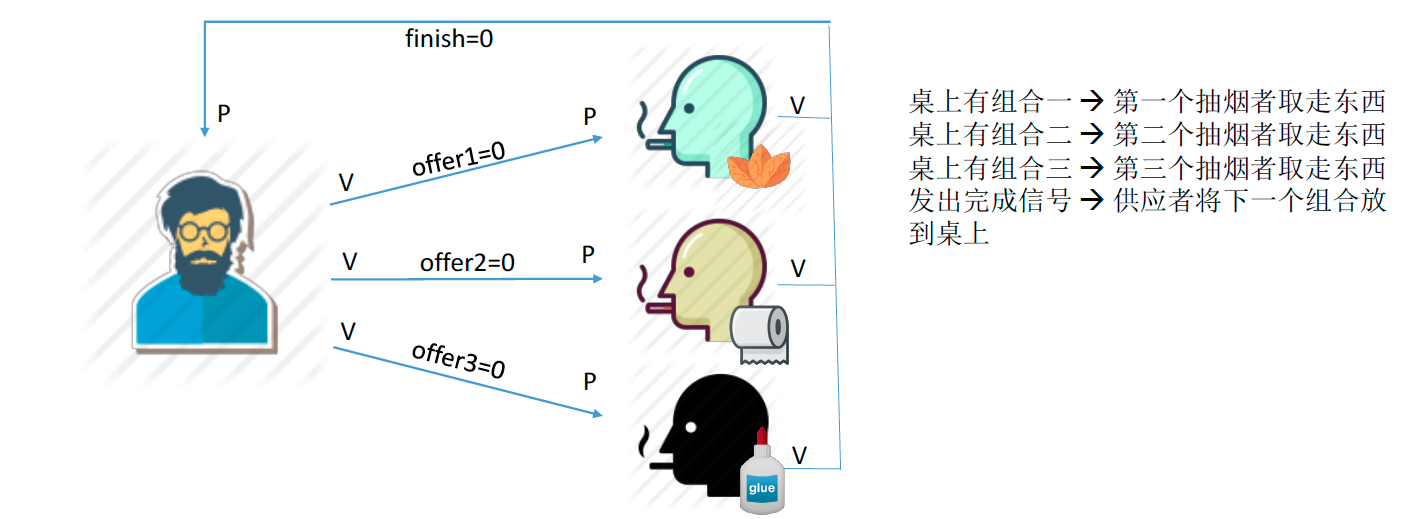 finish=0
P
V
offer1=0
P
V
V
offer2=0
P
V
V
offer3=0
P
V
glue
桌上有组合一 → 第一个抽烟者取走东西
桌上有组合二 → 第二个抽烟者取走东西
桌上有组合三 → 第三个抽烟者取走东西
发出完成信号 → 供应者将下一个组合放
到桌上